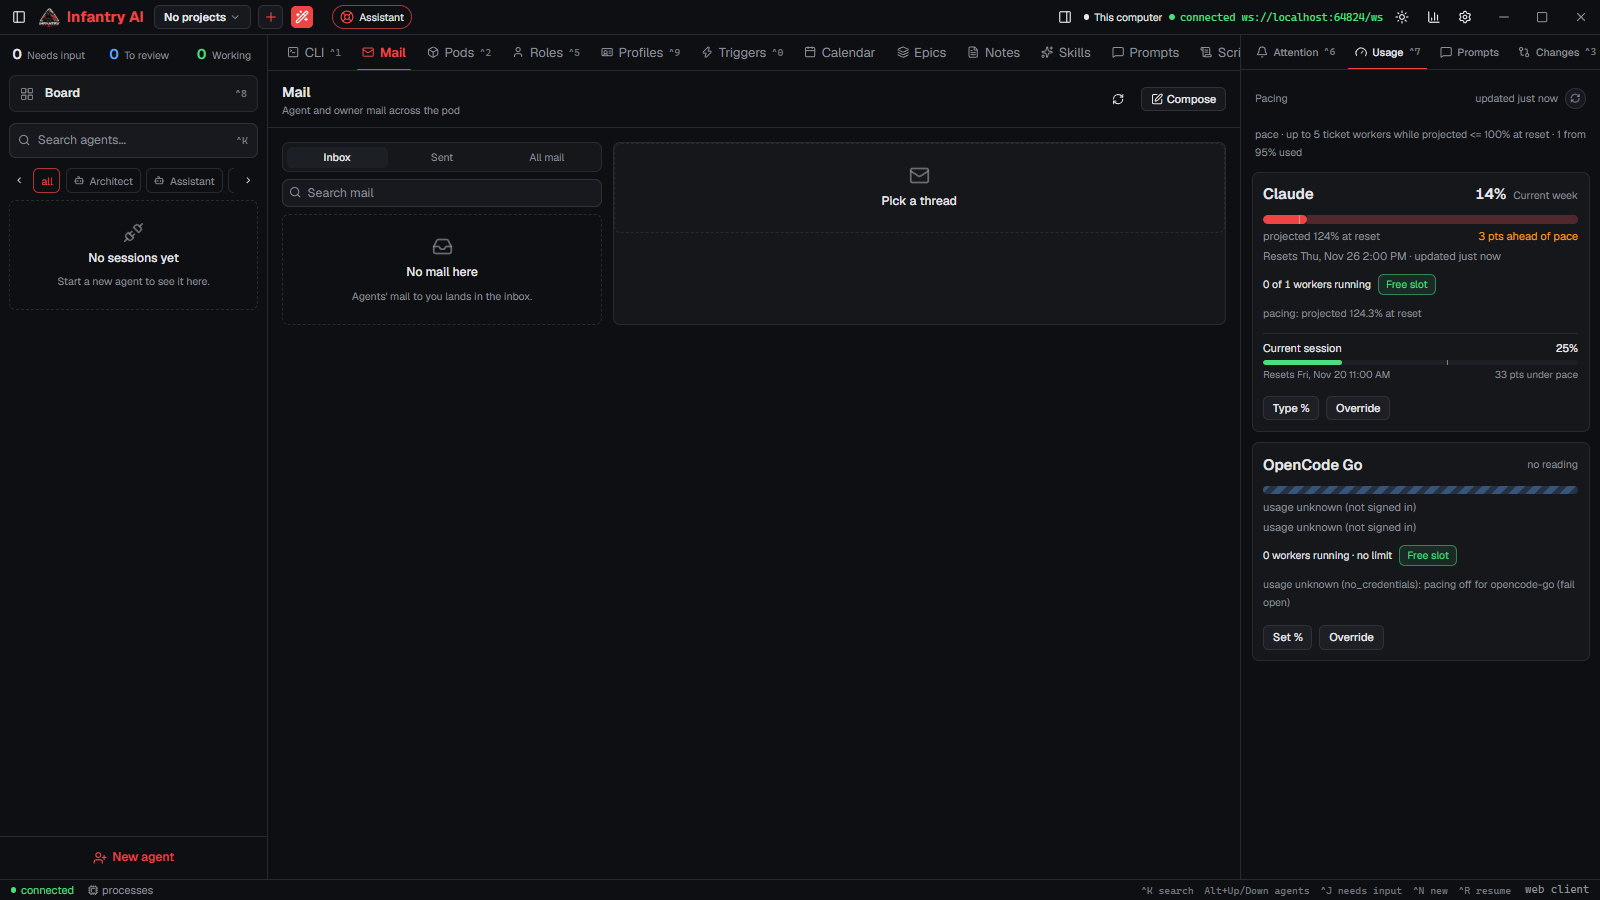 Infantry AI
No projects
Assistant
This computer
connected ws://localhost:64824/ws
0 Needs input
0 To review
0 Working
Board ^8
Search agents... ^K
all
Architect
Assistant
No sessions yet
Start a new agent to see it here.
New agent
CLI ^1
Mail
Pods ^2
Roles ^5
Profiles ^9
Triggers ^0
Calendar
Epics
Notes
Skills
Prompts
Scri
Mail
Agent and owner mail across the pod
Compose
Inbox
Sent
All mail
Search mail
No mail here
Agents' mail to you lands in the inbox.
Pick a thread
Attention ^6
Usage ^7
Prompts
Changes ^3
Pacing
updated just now
pace · up to 5 ticket workers while projected <= 100% at reset · 1 from
95% used
Claude
14% Current week
projected 124% at reset
3 pts ahead of pace
Resets Thu, Nov 26 2:00 PM · updated just now
0 of 1 workers running
Free slot
pacing: projected 124.3% at reset
Current session
25%
Resets Fri, Nov 20 11:00 AM
33 pts under pace
Type %
Override
OpenCode Go
no reading
usage unknown (not signed in)
usage unknown (not signed in)
0 workers running · no limit
Free slot
usage unknown (no_credentials): pacing off for opencode-go (fail
open)
Set %
Override
connected
processes
^K search
Alt+Up/Down agents
^J needs input
^N new
^R resume
web client